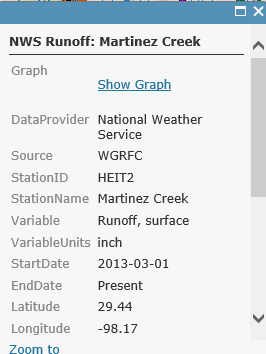 NWS Runoff: Martinez Creek
Graph
Show Graph
DataProvider National Weather
Service
Source WGRFC
StationID HEIT2
StationName Martinez Creek
Variable Runoff, surface
VariableUnits inch
StartDate 2013-03-01
EndDate Present
Latitude 29.44
Longitude -98.17
Zoom to